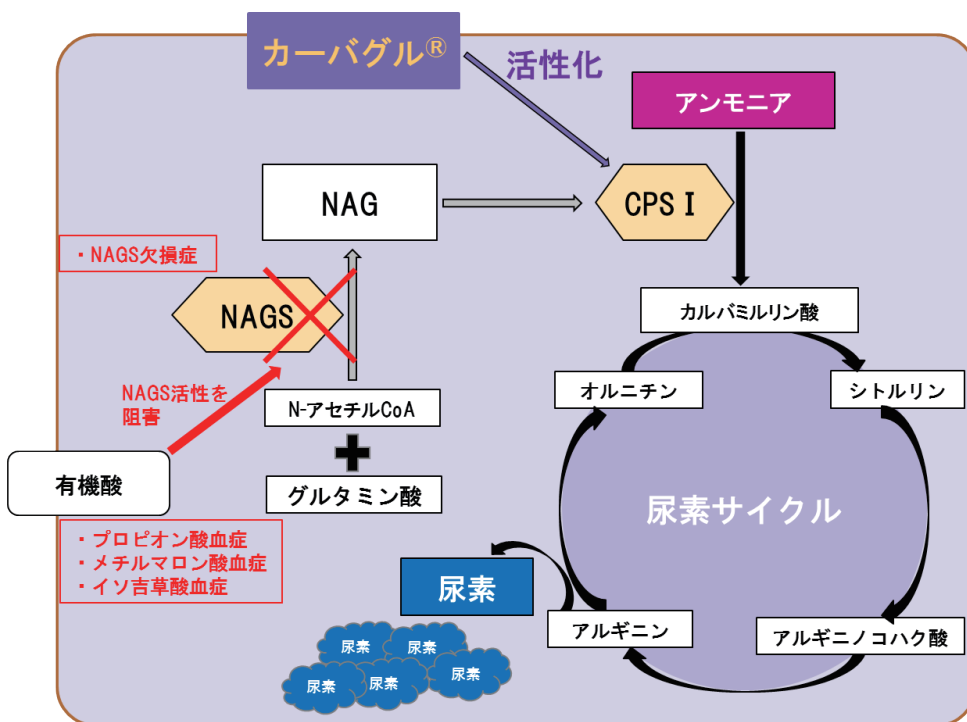 カーバグル®
活性化
アンモニア
NAG
CPS Ⅰ
・NAGS欠損症
NAGS
カルバミルリン酸
オルニチン
シトルリン
NAGS活性を
阻害
N-アセチルCoA
有機酸
グルタミン酸
尿素サイクル
・プロピオン酸血症
・メチルマロン酸血症
・イソ吉草酸血症
尿素
アルギニン
アルギニノコハク酸
尿素
尿素
尿素
尿素
尿素